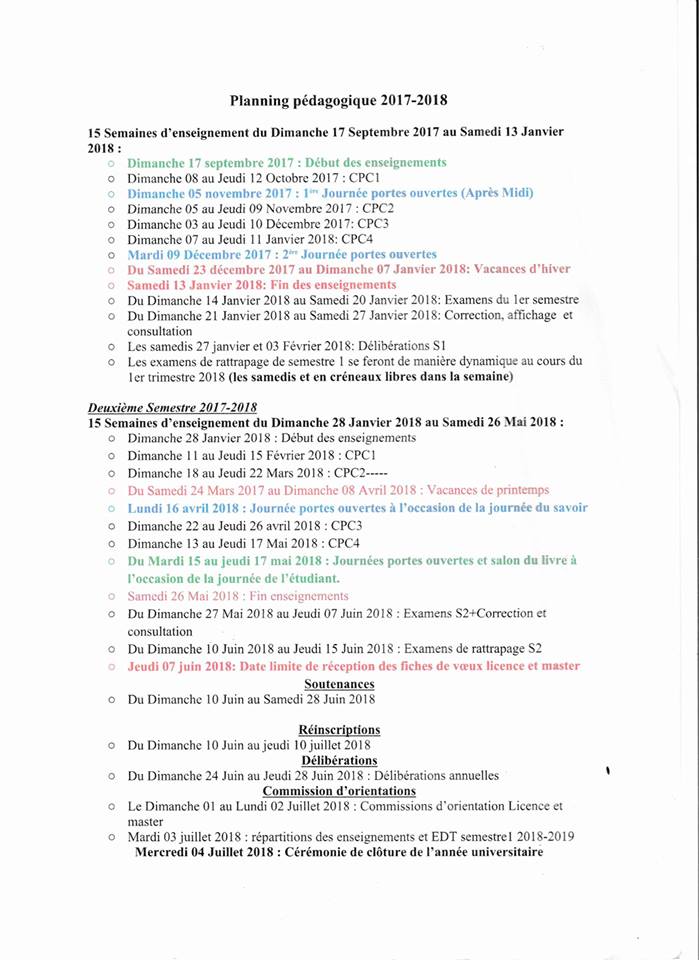 Planning pédagogique 2017-2018
15 Semaines d'enseignement du Dimanche 17 Septembre 2017 au Samedi 13 Janvier
2018 :
○ Dimanche 17 septembre 2017 : Début des enseignements
○ Dimanche 08 au Jeudi 12 Octobre 2017 : CPC1
○ Dimanche 05 novembre 2017 : 1ère Journée portes ouvertes (Après Midi)
○ Dimanche 05 au Jeudi 09 Novembre 2017 : CPC2
○ Dimanche 03 au Jeudi 10 Décembre 2017: CPC3
○ Dimanche 07 au Jeudi 11 Janvier 2018: CPC4
○ Mardi 09 Décembre 2017 : 2ère Journée portes ouvertes
○ Du Samedi 23 décembre 2017 au Dimanche 07 Janvier 2018: Vacances d'hiver
○ Samedi 13 Janvier 2018: Fin des enseignements
○ Du Dimanche 14 Janvier 2018 au Samedi 20 Janvier 2018: Examens du 1er semestre
○ Du Dimanche 21 Janvier 2018 au Samedi 27 Janvier 2018: Correction, affichage et
consultation
○ Les samedis 27 janvier et 03 Février 2018: Délibérations S1
○ Les examens de rattrapage de semestre 1 se feront de manière dynamique au cours du
1er trimestre 2018 (les samedis et en créneaux libres dans la semaine)
Deuxième Semestre 2017-2018
15 Semaines d'enseignement du Dimanche 28 Janvier 2018 au Samedi 26 Mai 2018 :
○ Dimanche 28 Janvier 2018 : Début des enseignements
○ Dimanche 11 au Jeudi 15 Février 2018 : CPC1
○ Dimanche 18 au Jeudi 22 Mars 2018 : CPC2-----
○ Du Samedi 24 Mars 2017 au Dimanche 08 Avril 2018 : Vacances de printemps
○ Lundi 16 avril 2018 : Journée portes ouvertes à l'occasion de la journée du savoir
○ Dimanche 22 au Jeudi 26 avril 2018 : CPC3
○ Dimanche 13 au Jeudi 17 Mai 2018 : CPC4
○ Du Mardi 15 au jeudi 17 mai 2018 : Journées portes ouvertes et salon du livre à
l'occasion de la journée de l'étudiant.
○ Samedi 26 Mai 2018 : Fin enseignements
○ Du Dimanche 27 Mai 2018 au Jeudi 07 Juin 2018 : Examens S2+Correction et
consultation
○ Du Dimanche 10 Juin 2018 au Jeudi 15 Juin 2018 : Examens de rattrapage S2
○ Jeudi 07 juin 2018: Date limite de réception des fiches de vœux licence et master
Soutenances
○ Du Dimanche 10 Juin au Samedi 28 Juin 2018
Réinscriptions
○ Du Dimanche 10 Juin au jeudi 10 juillet 2018
Délibérations
○ Du Dimanche 24 Juin au Jeudi 28 Juin 2018 : Délibérations annuelles
Commission d'orientations
○ Le Dimanche 01 au Lundi 02 Juillet 2018 : Commissions d'orientation Licence et
master
○ Mardi 03 juillet 2018 : répartitions des enseignements et EDT semestre1 2018-2019
Mercredi 04 Juillet 2018 : Cérémonie de clôture de l'année universitaire